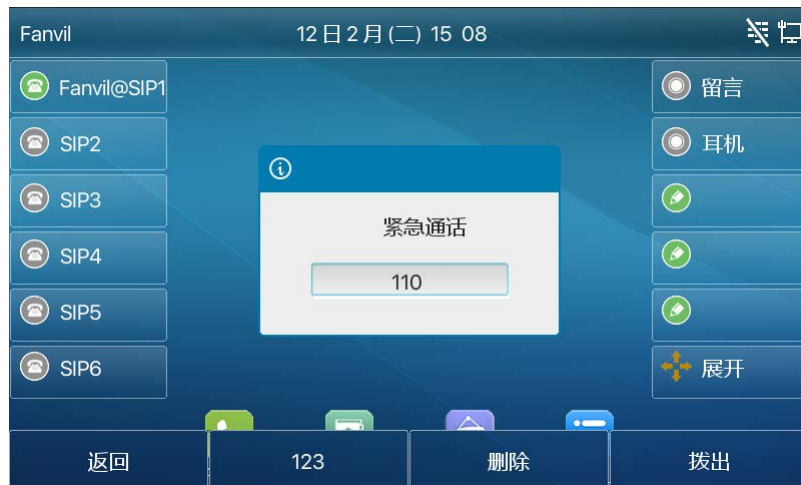 Fanvil
12日2月(二) 15 08
Fanvil@SIP1
留言
SIP2
耳机
SIP3
紧急通话
SIP4
110
SIP5
SIP6
展开
返回
123
删除
拨出